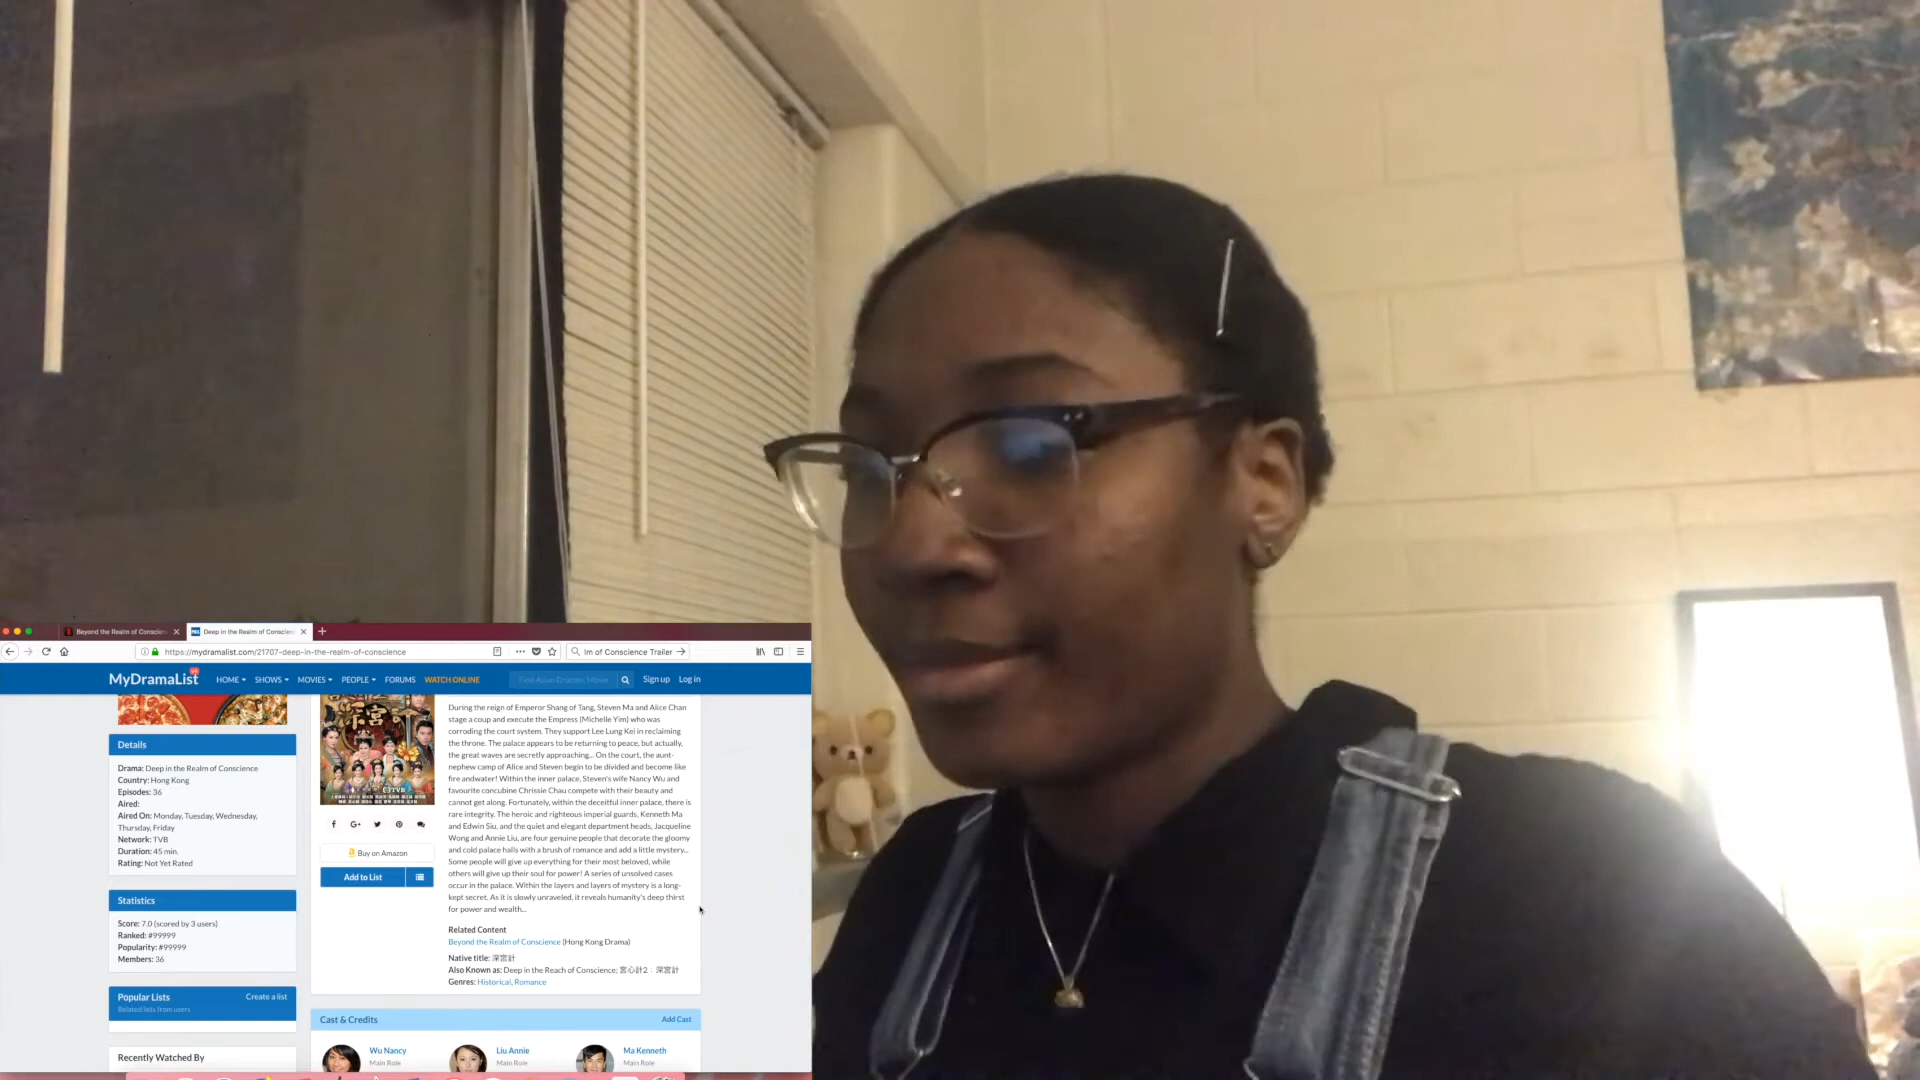 Beyond the Realm of Conscien
Deep in the Realm of Conscienc
https://mydramalist.com/21707-deep-in-the-realm-of-conscience
lm of Conscience Trailer
MyDramaList HOME SHOWS MOVIES PEOPLE FORUMS WATCH ONLINE Find Asian Dramas, Movie Sign up Log in
深宮計
TVB
Buy on Amazon
Add to List
Details
Drama: Deep in the Realm of Conscience
Country: Hong Kong
Episodes: 36
Aired:
Aired On: Monday, Tuesday, Wednesday,
Thursday, Friday
Network: TVB
Duration: 45 min.
Rating: Not Yet Rated
Statistics
Score: 7.0 (scored by 3 users)
Ranked: #99999
Popularity: #99999
Members: 36
Popular Lists Create a list
Related lists from users
Recently Watched By
During the reign of Emperor Shang of Tang, Steven Ma and Alice Chan
stage a coup and execute the Empress (Michelle Yim) who was
corroding the court system. They support Lee Lung Kei in reclaiming
the throne. The palace appears to be returning to peace, but actually,
the great waves are secretly approaching... On the court, the aunt-
nephew camp of Alice and Steven begin to be divided and become like
fire andwater! Within the inner palace, Steven's wife Nancy Wu and
favourite concubine Chrissie Chau compete with their beauty and
cannot get along. Fortunately, within the deceitful inner palace, there is
rare integrity. The heroic and righteous imperial guards, Kenneth Ma
and Edwin Siu, and the quiet and elegant department heads, Jacqueline
Wong and Annie Liu, are four genuine people that decorate the gloomy
and cold palace halls with a brush of romance and add a little mystery...
Some people will give up everything for their most beloved, while
others will give up their soul for power! A series of unsolved cases
occur in the palace. Within the layers and layers of mystery is a long-
kept secret. As it is slowly unraveled, it reveals humanity's deep thirst
for power and wealth...
Related Content
Beyond the Realm of Conscience (Hong Kong Drama)
Native title: 深宮計
Also Known as: Deep in the Reach of Conscience; 宮心計2：深宮計
Genres: Historical, Romance
Cast & Credits Add Cast
Wu Nancy
Main Role
Liu Annie
Main Role
Ma Kenneth
Main Role